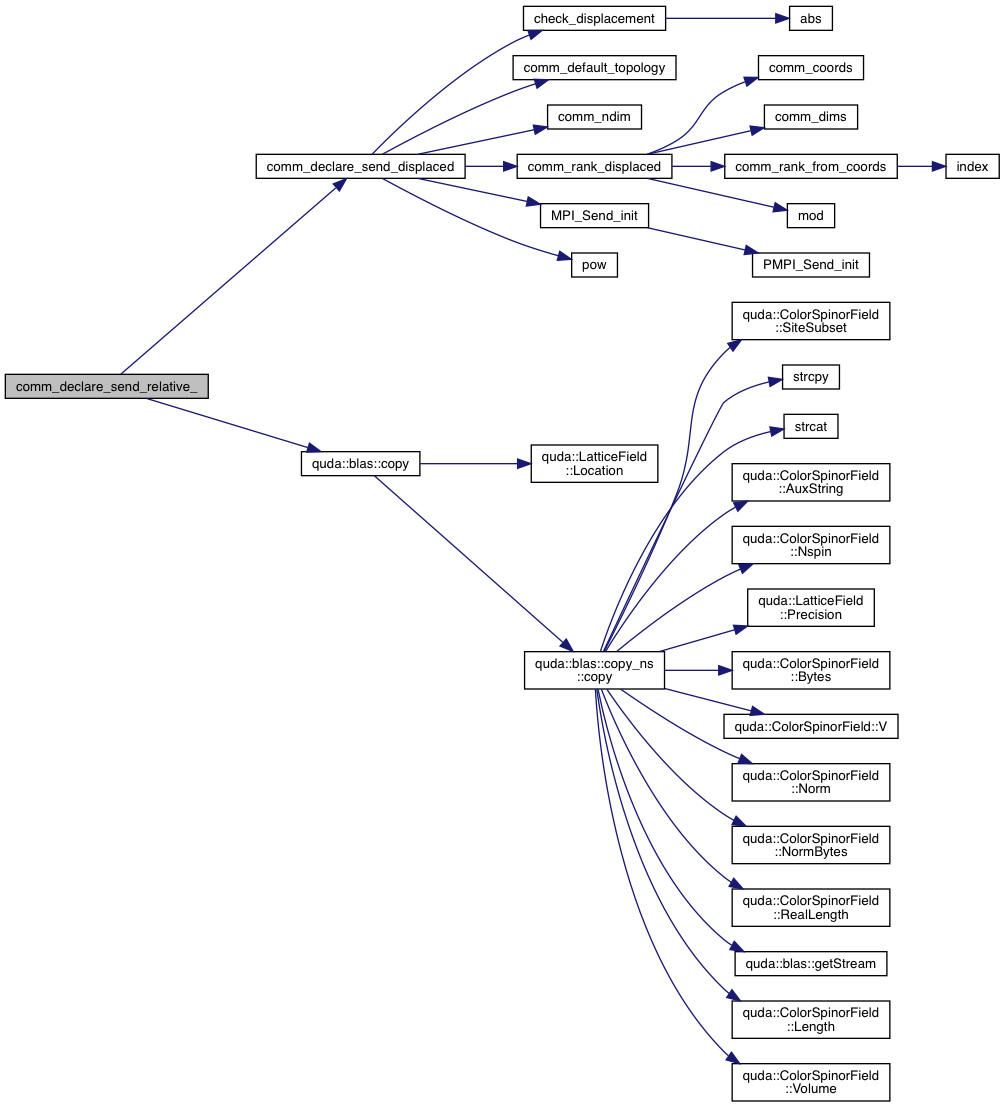 check_displacement
abs
comm_default_topology
comm_coords
comm_ndim
comm_dims
comm_declare_send_displaced
comm_rank_displaced
comm_rank_from_coords
index
MPI_Send_init
mod
pow
PMPI_Send_init
quda::ColorSpinorField
::SiteSubset
strcpy
comm_declare_send_relative_
strcat
quda::blas::copy
quda::LatticeField
::Location
quda::ColorSpinorField
::AuxString
quda::ColorSpinorField
::Nspin
quda::LatticeField
::Precision
quda::blas::copy_ns
::copy
quda::ColorSpinorField
::Bytes
quda::ColorSpinorField::V
quda::ColorSpinorField
::Norm
quda::ColorSpinorField
::NormBytes
quda::ColorSpinorField
::RealLength
quda::blas::getStream
quda::ColorSpinorField
::Length
quda::ColorSpinorField
::Volume